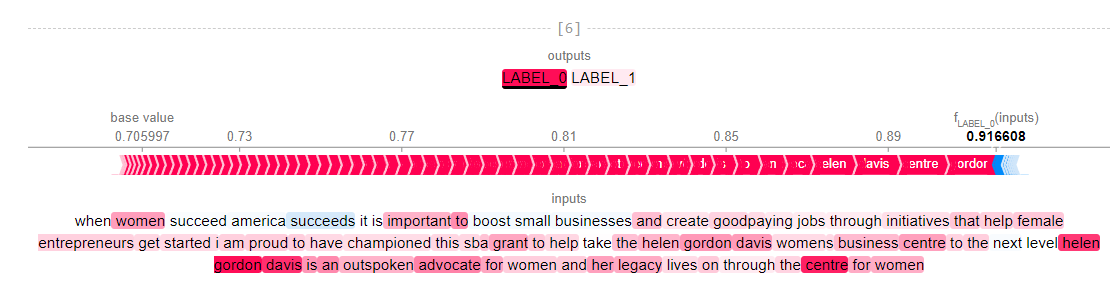 [6]
outputs
LABEL_0 LABEL_1
base value f LABEL_0(inputs)
0.705997 0.73 0.77 0.81 0.85 0.89 0.916608
helen davis centre ordor
inputs
when women succeed america succeeds it is important to boost small businesses and create goodpaying jobs through initiatives that help female
entrepreneurs get started i am proud to have championed this sba grant to help take the helen gordon davis womens business centre to the next level helen
gordon davis is an outspoken advocate for women and her legacy lives on through the centre for women